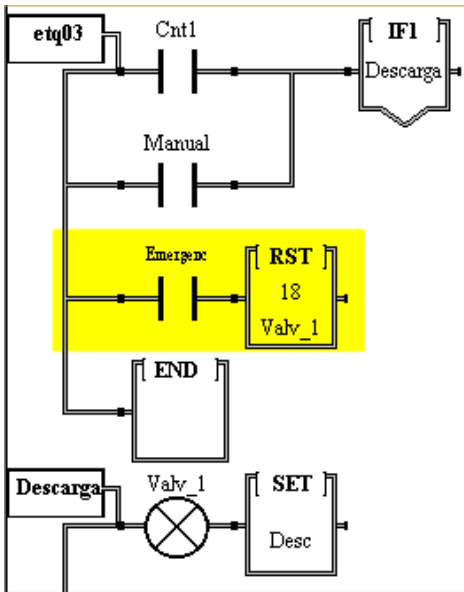 etq03
Cnt1
[ IF1 ]
Descarga
Manual
Emergenc
[ RST ]
18
Valv_1
[ END ]
Descarga
Valv_1
[ SET ]
Desc